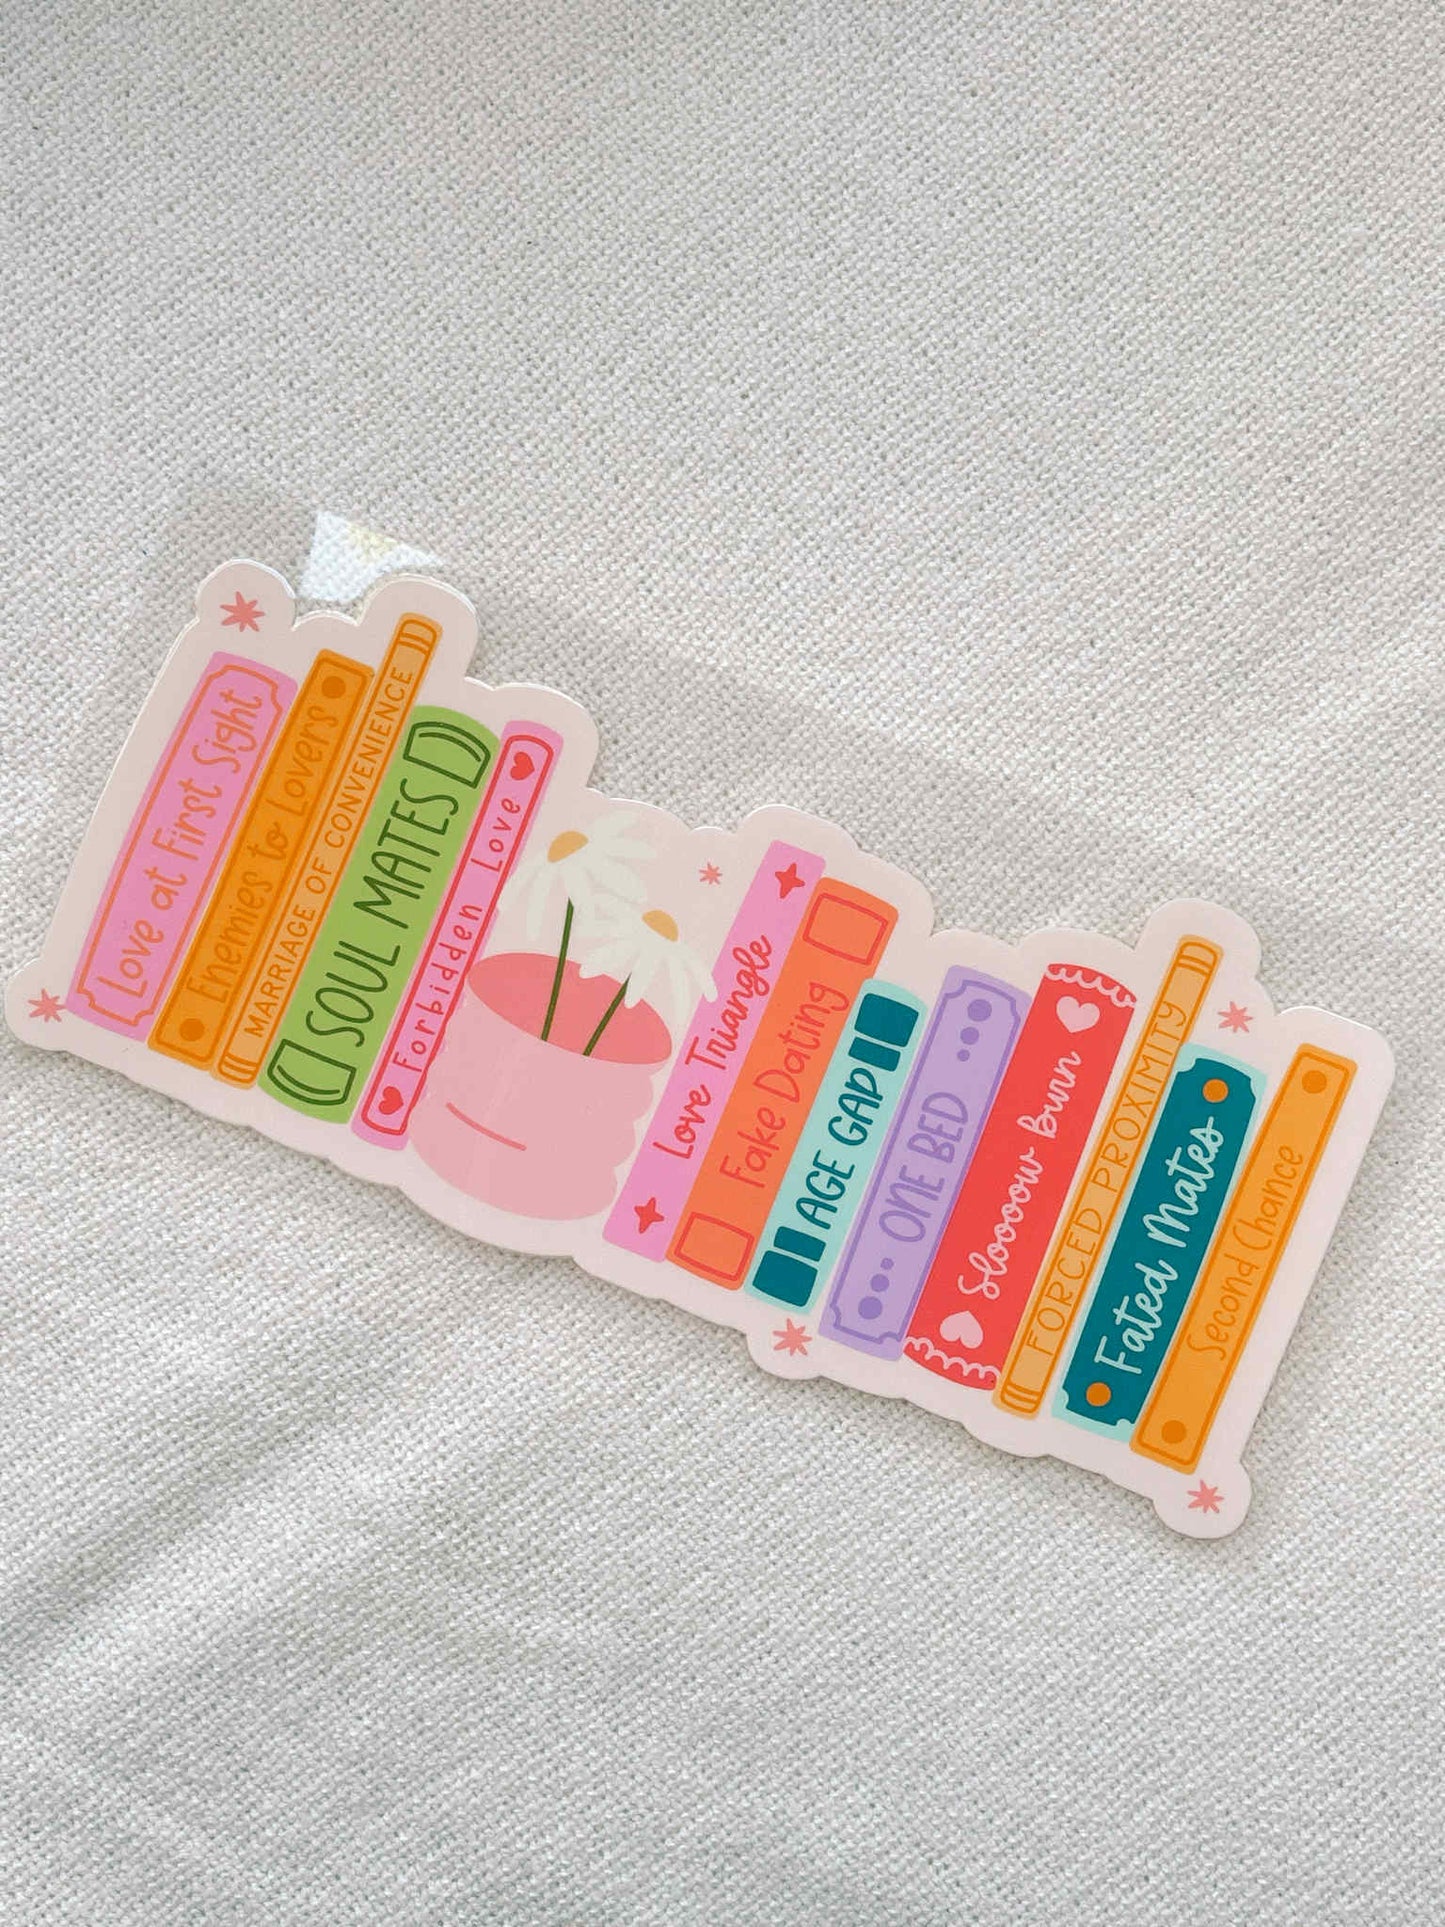 Love at First Sight
Enemies to Lovers
MARRIAGE OF CONVENIENCE
SOUL MATES
Forbidden Love
Love Triangle
Fake Dating
AGE GAP
ONE BED
Slooooow Burn
FORCED PROXIMITY
Fated Mates
Second Chance